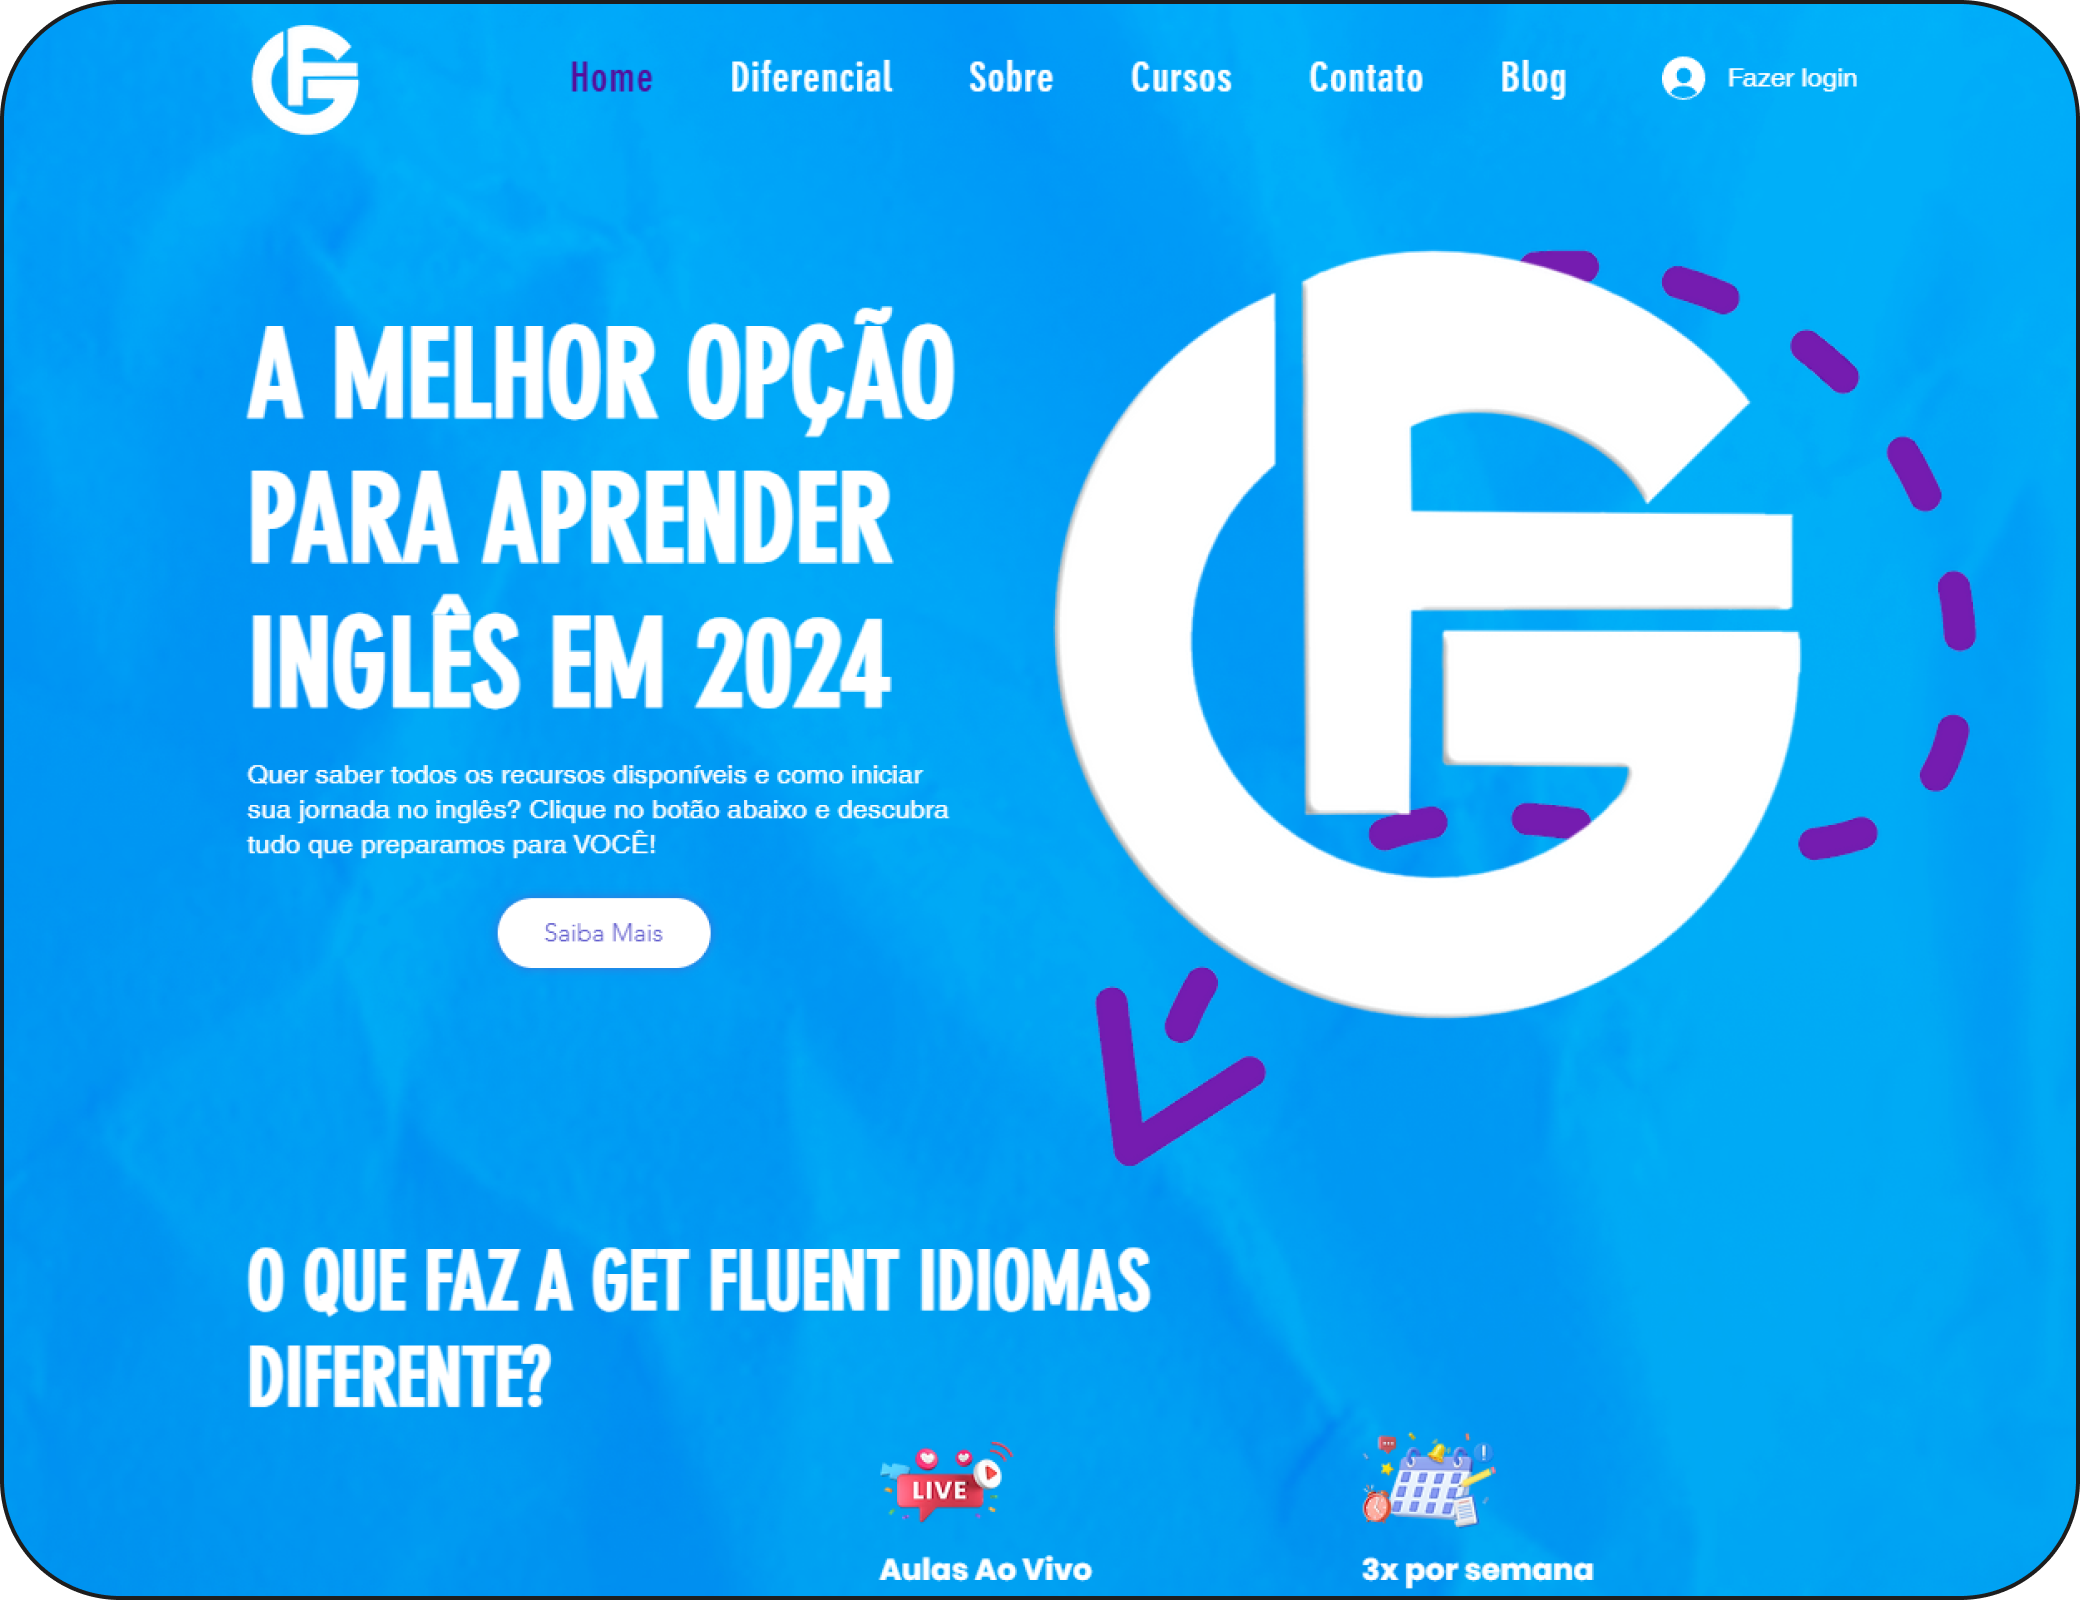 GF
Home Diferencial Sobre Cursos Contato Blog Fazer login
A MELHOR OPÇÃO
PARA APRENDER
INGLÊS EM 2024
Quer saber todos os recursos disponíveis e como iniciar
sua jornada no inglês? Clique no botão abaixo e descubra
tudo que preparamos para VOCÊ!
Saiba Mais
GF
O QUE FAZ A GET FLUENT IDIOMAS
DIFERENTE?
LIVE
Aulas Ao Vivo 3x por semana